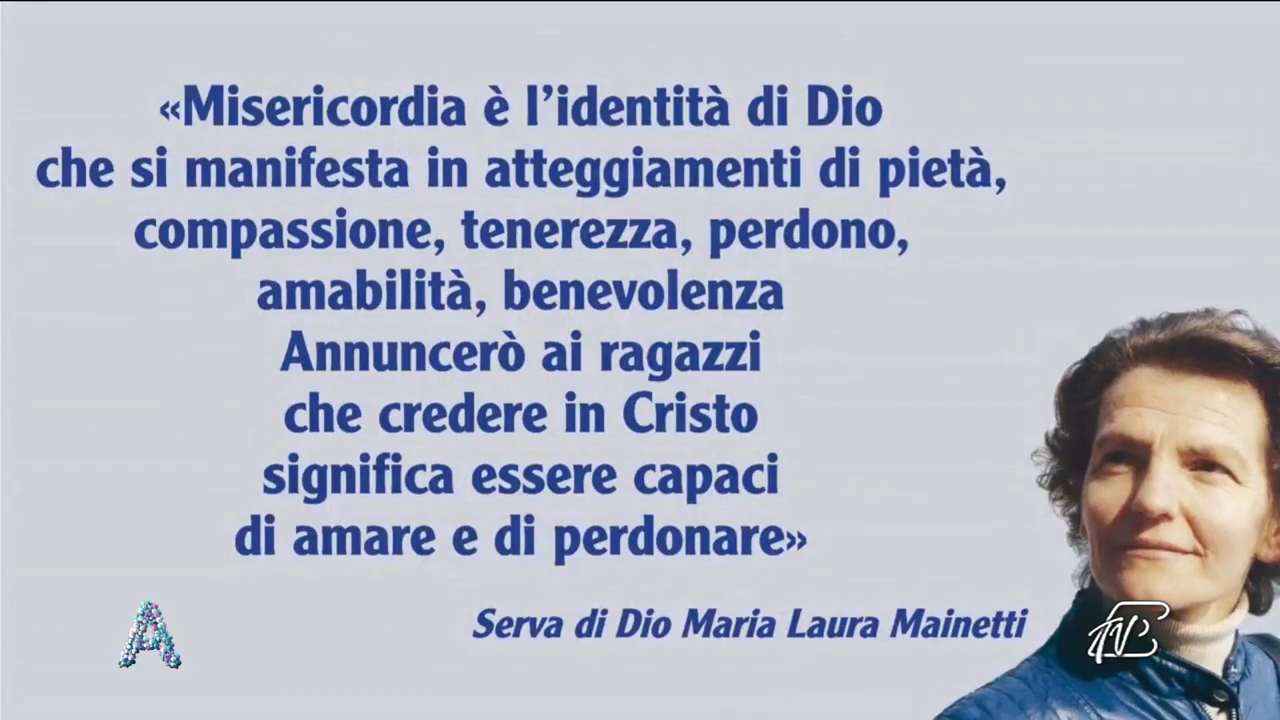 «Misericordia è l’identità di Dio
che si manifesta in atteggiamenti di pietà,
compassione, tenerezza, perdono,
amabilità, benevolenza
Annuncerò ai ragazzi
che credere in Cristo
significa essere capaci
di amare e di perdonare»
Serva di Dio Maria Laura Mainetti
A